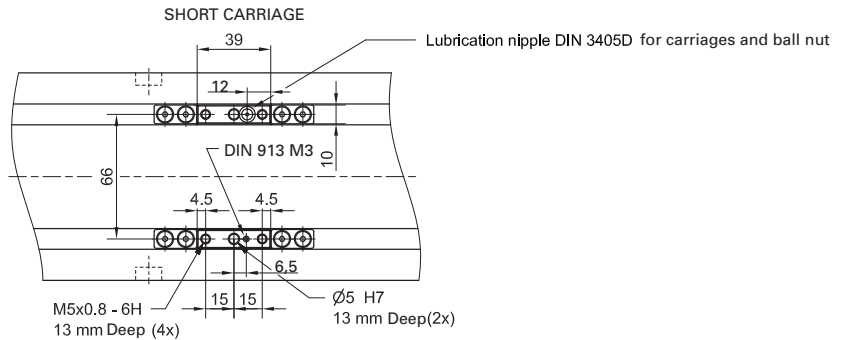 SHORT CARRIAGE
39
Lubrication nipple DIN 3405D for carriages and ball nut
12
DIN 913 M3
10
66
4.5
4.5
6,5
M5x0.8 - 6H
13 mm Deep (4x)
15
15
Ø5 H7
13 mm Deep(2x)